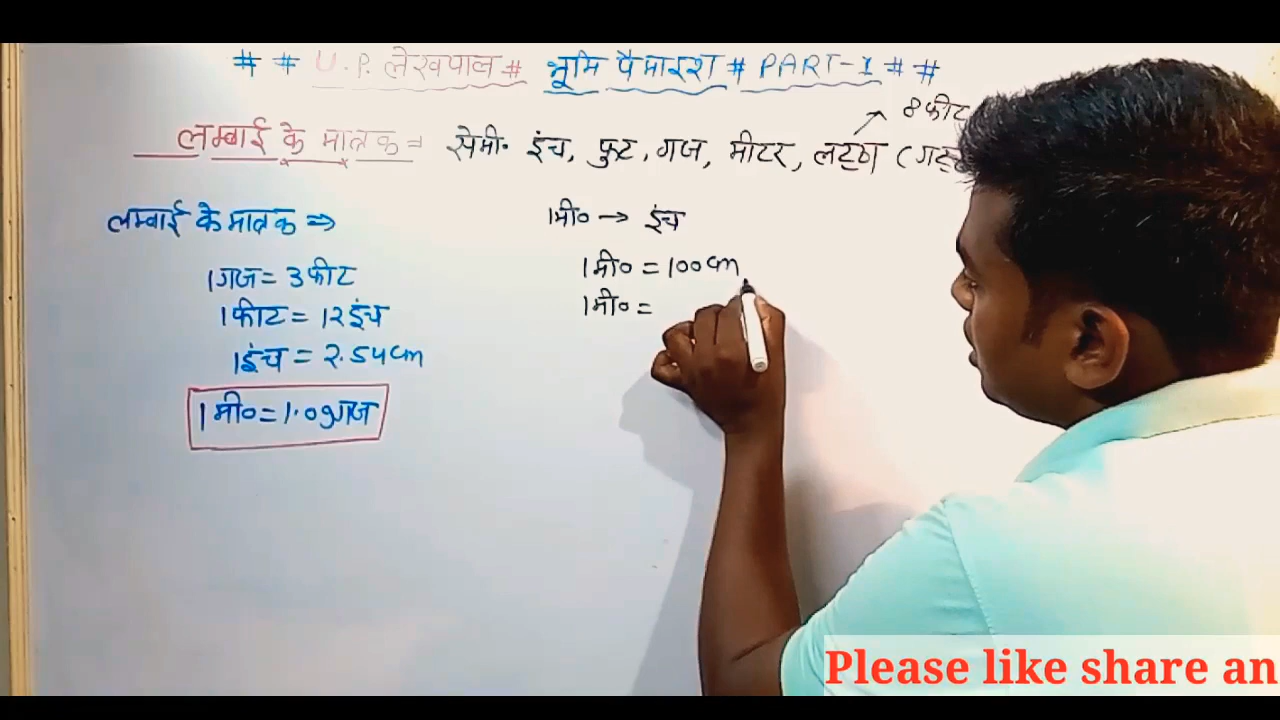 # # U.P. लेखपाल # भूमि पैमाइश # PART-1 # #
8 फीट
लम्बाई के मात्रक = सेमी॰ इंच, फुट, गज, मीटर, लट्ठा
लम्बाई के मात्रक ⇒
1 गज = 3 फीट
1 फीट = 12 इंच
1 इंच = 2.54 cm
1 मी० = 1.09 गज
1 मी० → इंच
1 मी० = 100 cm
1 मी० =
Please like share an